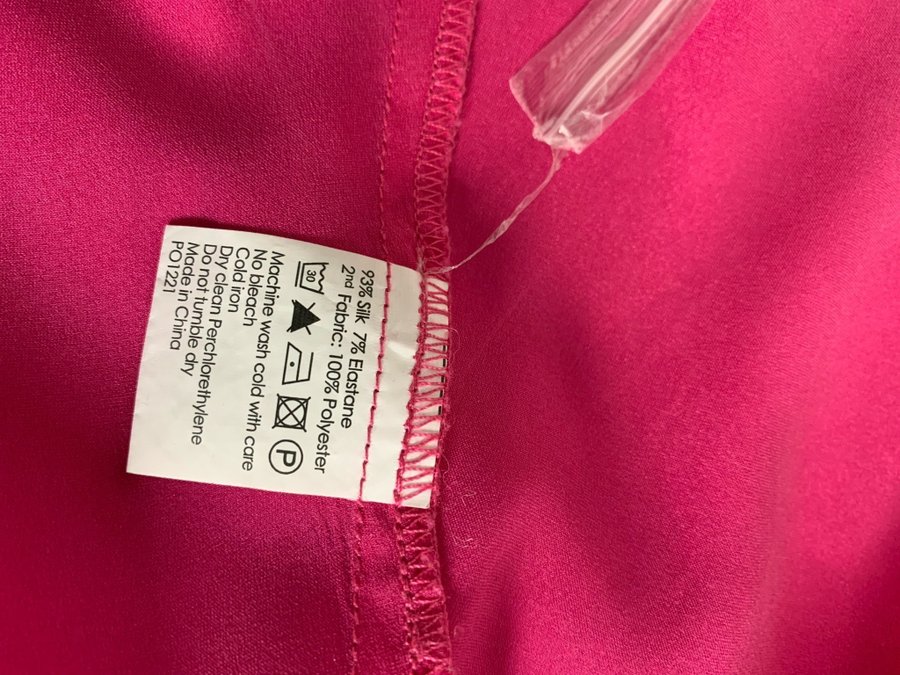 93% Silk 7% Elastane
2nd Fabric: 100% Polyester
30 P
Machine wash cold with care
No bleach
Cold iron
Dry clean Perchlorethylene
Do not tumble dry
Made in China
PO1221